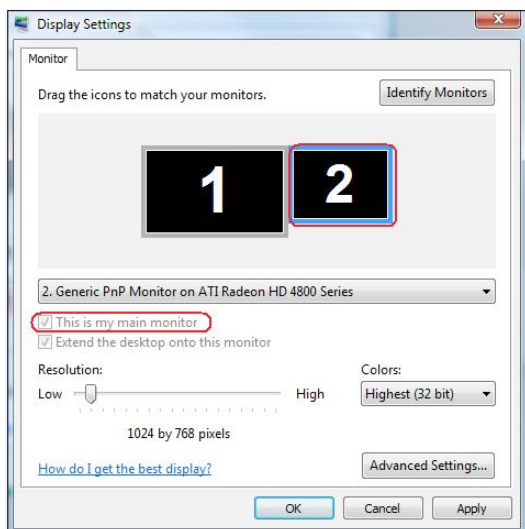 Display Settings
Monitor
Drag the icons to match your monitors.
Identify Monitors
1
2
2. Generic PnP Monitor on ATI Radeon HD 4800 Series
This is my main monitor
Extend the desktop onto this monitor
Resolution:
Colors:
Low
High
Highest (32 bit)
1024 by 768 pixels
How do I get the best display?
Advanced Settings...
OK
Cancel
Apply